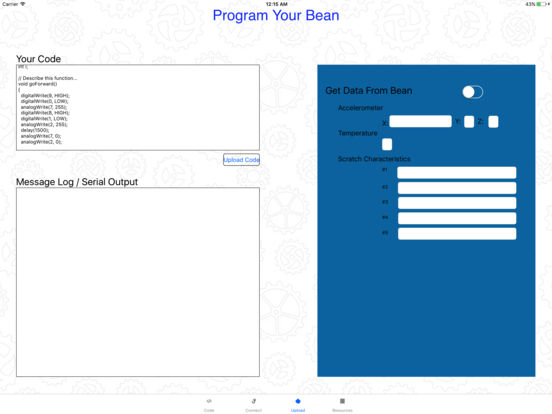 Carrier 12:15 AM 43%
Program Your Bean
Your Code
int i;
// Describe this function...
void goForward()
{
digitalWrite(9, HIGH);
digitalWrite(0, LOW);
analogWrite(7, 255);
digitalWrite(8, HIGH);
digitalWrite(1, LOW);
analogWrite(2, 255);
delay(1500);
analogWrite(7, 0);
analogWrite(2, 0);
Upload Code
Message Log / Serial Output
Get Data From Bean
Accelerometer
X: Y: Z:
Temperature
Scratch Characteristics
#1
#2
#3
#4
#5
Code Connect Upload Resources